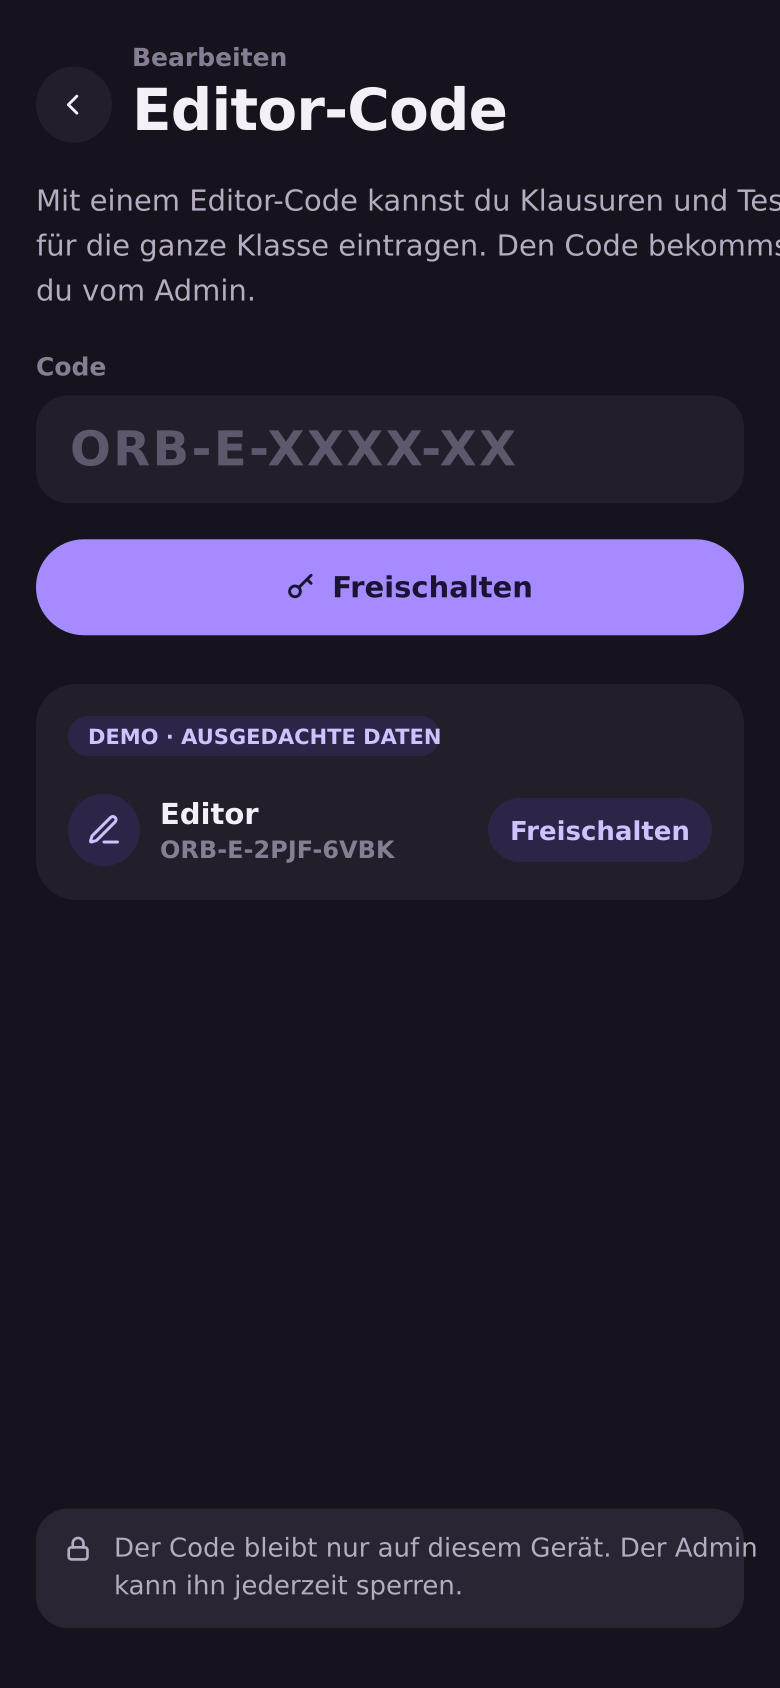 Bearbeiten
Editor-Code
Mit einem Editor-Code kannst du Klausuren und Tes
für die ganze Klasse eintragen. Den Code bekomms
du vom Admin.
Code
ORB-E-XXXX-XX
Freischalten
DEMO · AUSGEDACHTE DATEN
Editor
ORB-E-2PJF-6VBK
Freischalten
Der Code bleibt nur auf diesem Gerät. Der Admin
kann ihn jederzeit sperren.